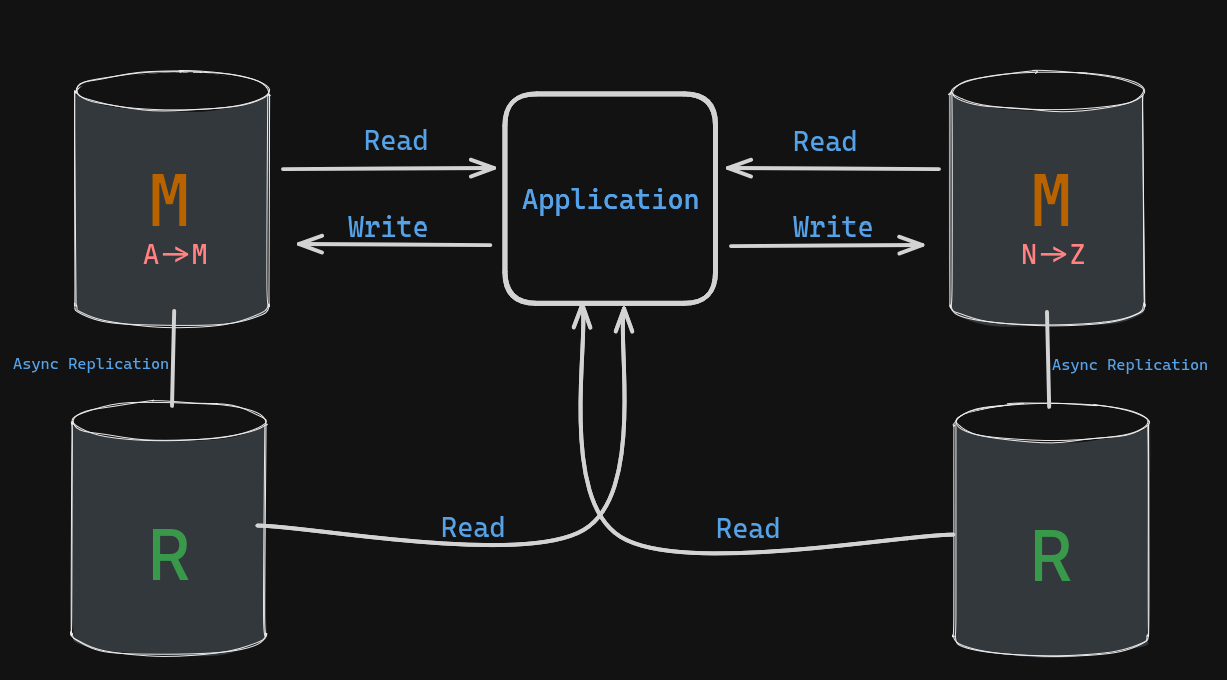 Read
Read
Application
M
M
Write
Write
A→M
N→Z
Async Replication
Async Replication
Read
Read
R
R